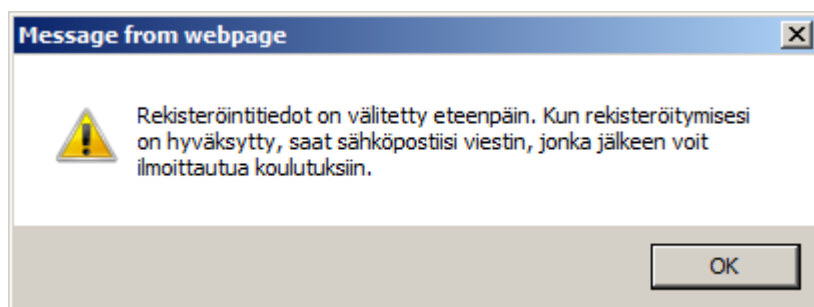 Message from webpage
Rekisteröintitiedot on välitetty eteenpäin. Kun rekisteröitymisesi
on hyväksytty, saat sähköpostiisi viestin, jonka jälkeen voit
ilmoittautua koulutuksiin.
OK